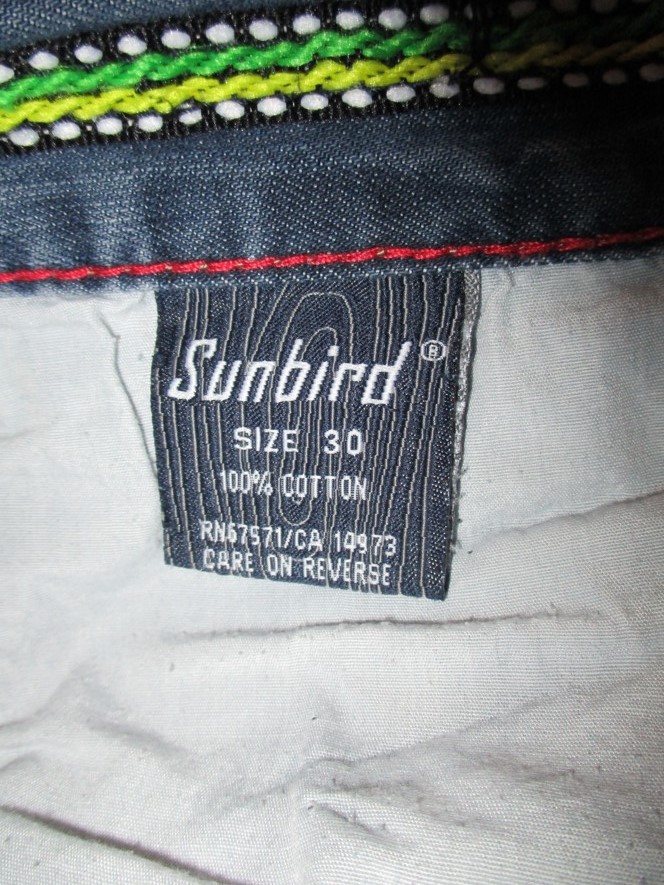 Sunbird®
SIZE 30
100% COTTON
RN67571/CA 14973
CARE ON REVERSE